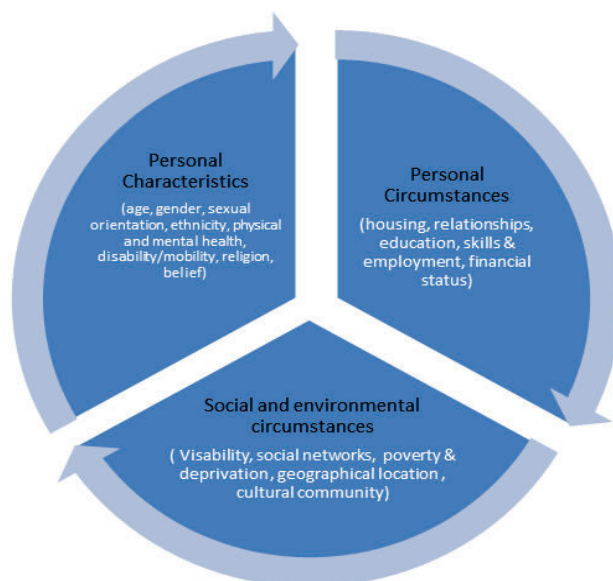 Personal
Characteristics
(age, gender, sexual
orientation, ethnicity, physical
and mental health,
disability/mobility, religion,
belief)
Personal
Circumstances
(housing, relationships,
education, skills &
employment, financial
status)
Social and environmental
circumstances
( Visability, social networks, poverty &
deprivation, geographical location ,
cultural community)